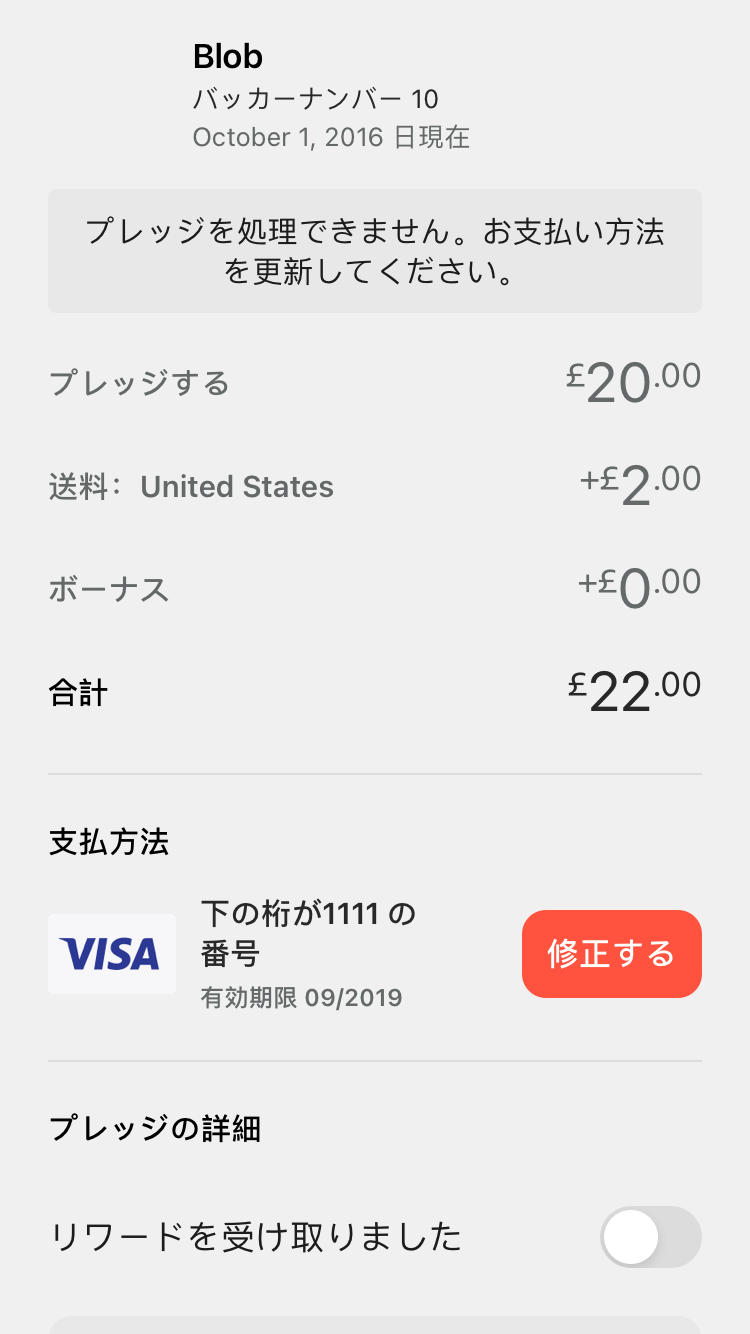 Blob
バッカーナンバー 10
October 1, 2016 日現在
プレッジを処理できません。お支払い方法
を更新してください。
プレッジする £20.00
送料： United States +£2.00
ボーナス +£0.00
合計 £22.00
支払方法
VISA
下の桁が1111 の
番号
有効期限 09/2019
修正する
プレッジの詳細
リワードを受け取りました